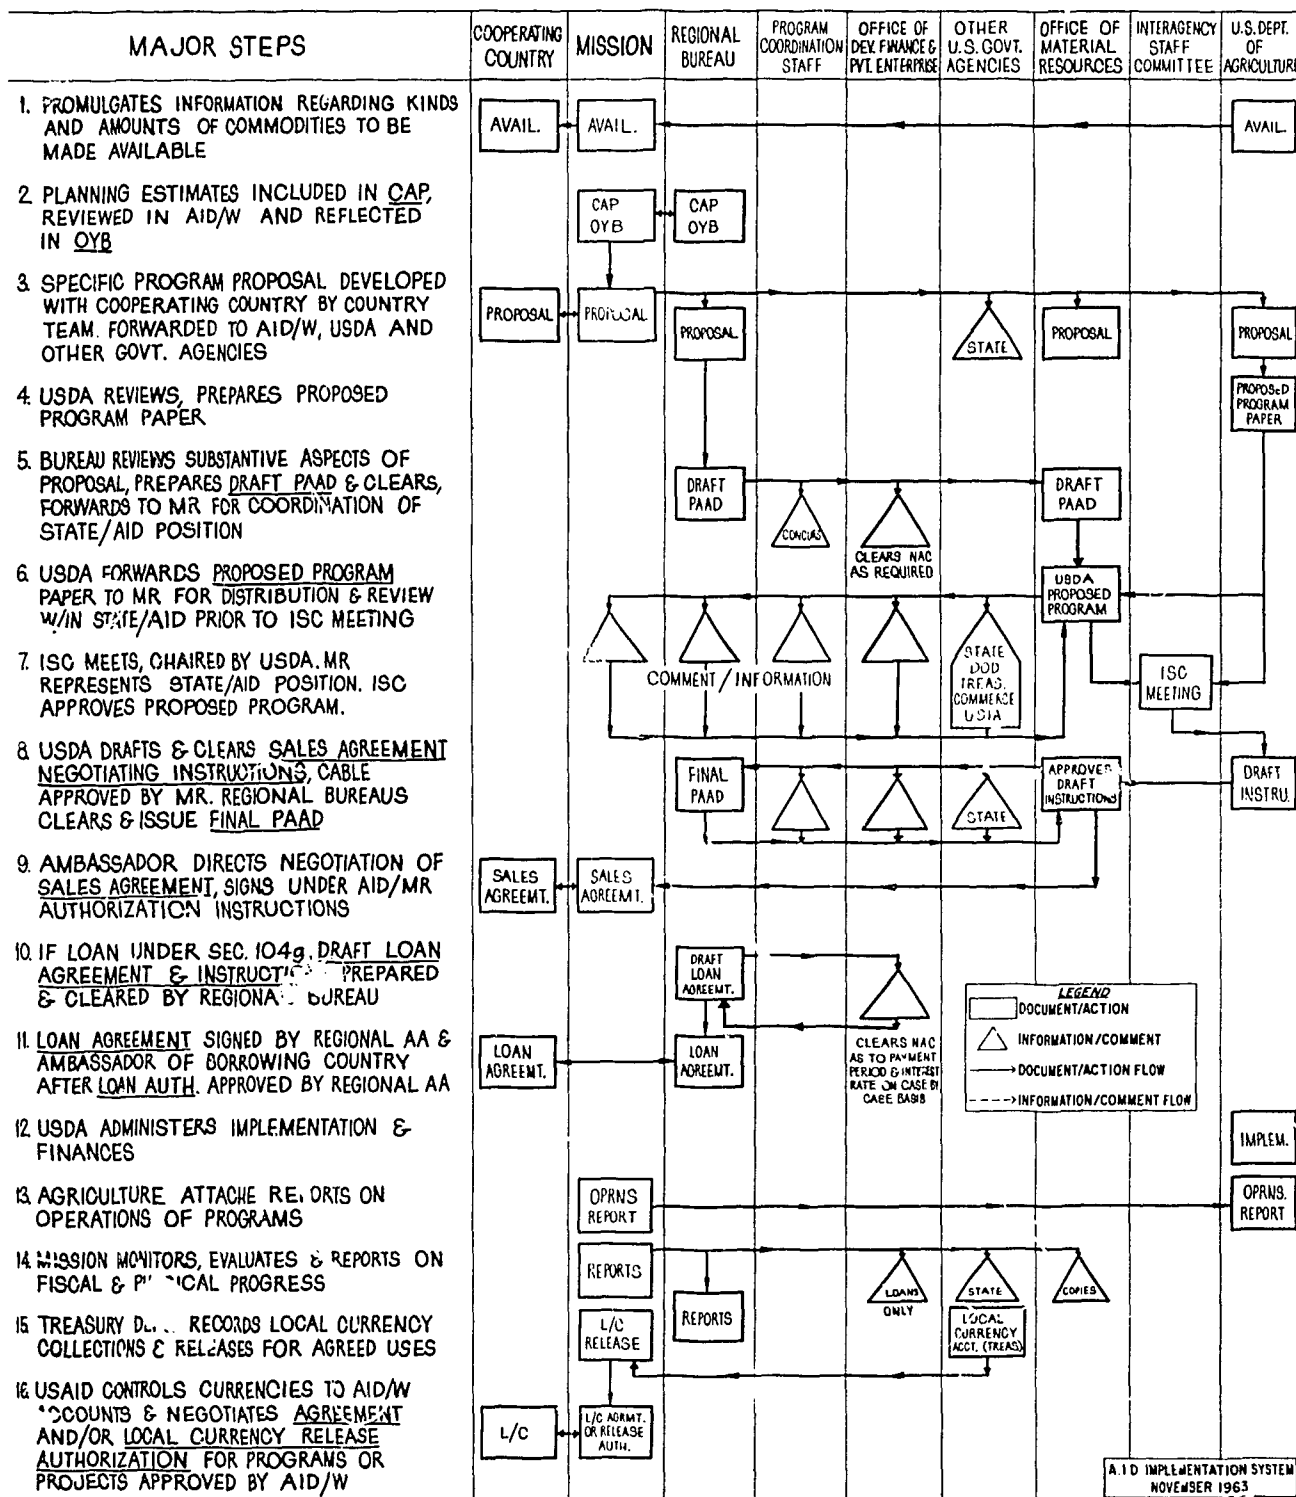 MAJOR STEPS
COOPERATING
COUNTRY
MISSION
REGIONAL
BUREAU
PROGRAM
COORDINATION
STAFF
OFFICE OF
DEV. FINANCE &
PVT. ENTERPRISE
OTHER
U.S. GOVT.
AGENCIES
OFFICE OF
MATERIAL
RESOURCES
INTERAGENCY
STAFF
COMMITTEE
U.S. DEPT.
OF
AGRICULTURE
1. PROMULGATES INFORMATION REGARDING KINDS
AND AMOUNTS OF COMMODITIES TO BE
MADE AVAILABLE
AVAIL.
AVAIL.
AVAIL.
2. PLANNING ESTIMATES INCLUDED IN CAP,
REVIEWED IN AID/W AND REFLECTED
IN OYB
CAP
OYB
CAP
OYB
3. SPECIFIC PROGRAM PROPOSAL DEVELOPED
WITH COOPERATING COUNTRY BY COUNTRY
TEAM. FORWARDED TO AID/W, USDA AND
OTHER GOVT. AGENCIES
PROPOSAL
PROPOSAL
PROPOSAL
STATE
PROPOSAL
PROPOSAL
4. USDA REVIEWS, PREPARES PROPOSED
PROGRAM PAPER
PROPOSED
PROGRAM
PAPER
5. BUREAU REVIEWS SUBSTANTIVE ASPECTS OF
PROPOSAL, PREPARES DRAFT PAAD & CLEARS,
FORWARDS TO MR FOR COORDINATION OF
STATE/AID POSITION
DRAFT
PAAD
CLEARS NAC
AS REQUIRED
DRAFT
PAAD
6. USDA FORWARDS PROPOSED PROGRAM
PAPER TO MR FOR DISTRIBUTION & REVIEW
W/IN STATE/AID PRIOR TO ISC MEETING
USDA
PROPOSED
PROGRAM
7. ISC MEETS, CHAIRED BY USDA. MR
REPRESENTS STATE/AID POSITION. ISC
APPROVES PROPOSED PROGRAM.
COMMENT / INFORMATION
STATE
DOD
TREAS.
COMMERCE
USIA
ISC
MEETING
8. USDA DRAFTS & CLEARS SALES AGREEMENT
NEGOTIATING INSTRUCTIONS, CABLE
APPROVED BY MR. REGIONAL BUREAUS
CLEARS & ISSUE FINAL PAAD
FINAL
PAAD
STATE
APPROVES
DRAFT
INSTRUCTIONS
DRAFT
INSTRU.
9. AMBASSADOR DIRECTS NEGOTIATION OF
SALES AGREEMENT, SIGNS UNDER AID/MR
AUTHORIZATION INSTRUCTIONS
SALES
AGREEMT.
SALES
AGREEMT.
10. IF LOAN UNDER SEC. 104g, DRAFT LOAN
AGREEMENT & PREPARED
& CLEARED BY REGIONAL BUREAU
DRAFT
LOAN
AGREEMT.
11. LOAN AGREEMENT SIGNED BY REGIONAL AA &
AMBASSADOR OF BORROWING COUNTRY
AFTER LOAN AUTH. APPROVED BY REGIONAL AA
LOAN
AGREEMT.
LOAN
AGREEMT.
CLEARS NAC
AS TO PAYMENT
PERIOD & INTEREST
RATE ON CASE BY
CASE BASIS
LEGEND
DOCUMENT/ACTION
INFORMATION/COMMENT
DOCUMENT/ACTION FLOW
INFORMATION/COMMENT FLOW
12. USDA ADMINISTERS IMPLEMENTATION &
FINANCES
IMPLEM.
13. AGRICULTURE ATTACHE REPORTS ON
OPERATIONS OF PROGRAMS
OPRNS
REPORT
OPRNS.
REPORT
14. MISSION MONITORS, EVALUATES & REPORTS ON
FISCAL & PROGRESS
REPORTS
REPORTS
LOANS
ONLY
STATE
COPIES
15. TREASURY RECORDS LOCAL CURRENCY
COLLECTIONS & RELEASES FOR AGREED USES
L/C
RELEASE
LOCAL
CURRENCY
ACCT. (TREAS)
16. USAID CONTROLS CURRENCIES TO AID/W
ACCOUNTS & NEGOTIATES AGREEMENT
AND/OR LOCAL CURRENCY RELEASE
AUTHORIZATION FOR PROGRAMS OR
PROJECTS APPROVED BY AID/W
L/C
L/C AGRMT.
OR RELEASE
AUTH.
A.I.D IMPLEMENTATION SYSTEM
NOVEMBER 1963